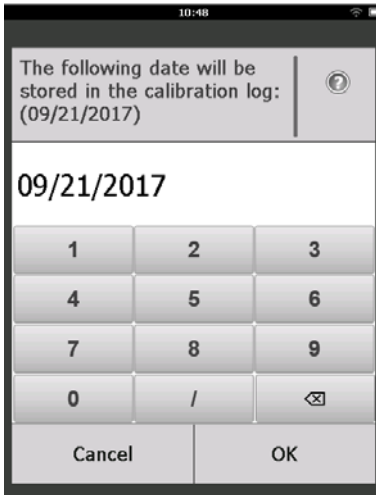 10:48
The following date will be
stored in the calibration log:
(09/21/2017)
?
09/21/2017
1 2 3
4 5 6
7 8 9
0 /
Cancel OK